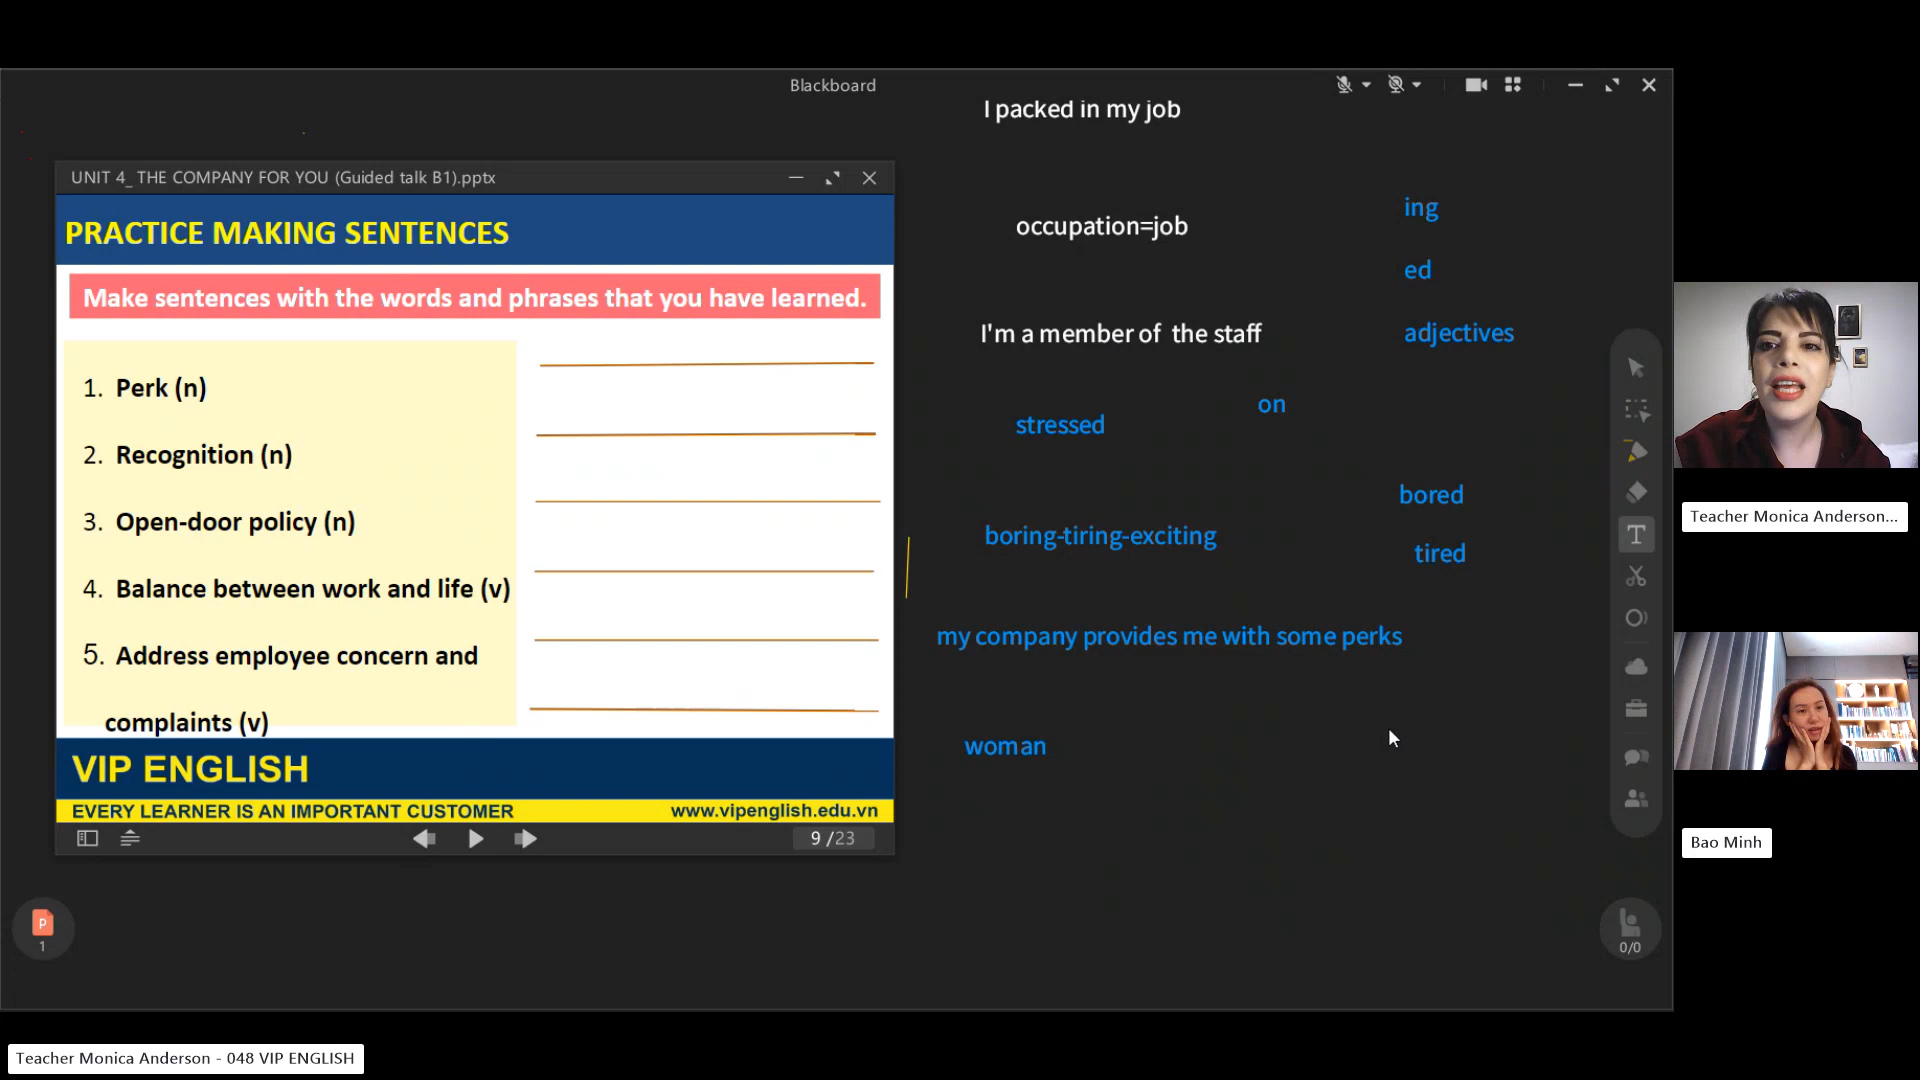 Blackboard
I packed in my job
UNIT 4_ THE COMPANY FOR YOU (Guided talk B1).pptx
PRACTICE MAKING SENTENCES
Make sentences with the words and phrases that you have learned.
1. Perk (n)
2. Recognition (n)
3. Open-door policy (n)
4. Balance between work and life (v)
5. Address employee concern and
complaints (v)
VIP ENGLISH
EVERY LEARNER IS AN IMPORTANT CUSTOMER
www.vipenglish.edu.vn
9 /23
occupation=job
ing
ed
I'm a member of  the staff
adjectives
on
stressed
bored
boring-tiring-exciting
tired
my company provides me with some perks
woman
T
P
1
0/0
Teacher Monica Anderson...
Bao Minh
Teacher Monica Anderson - 048 VIP ENGLISH